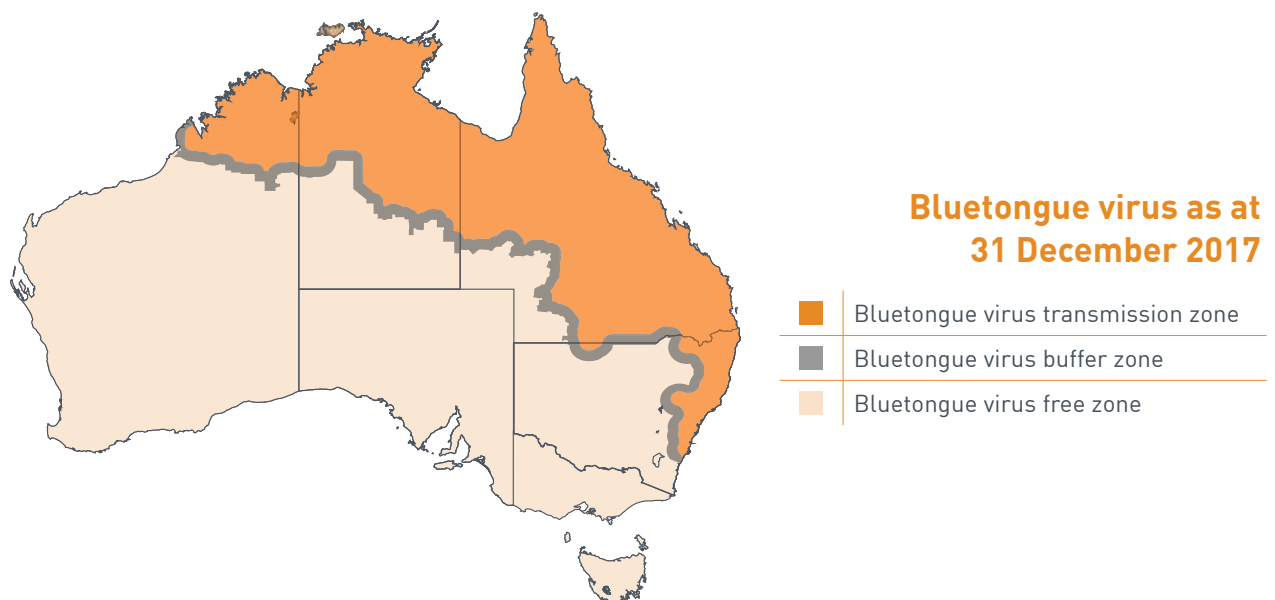 Bluetongue virus as at
31 December 2017
Bluetongue virus transmission zone
Bluetongue virus buffer zone
Bluetongue virus free zone